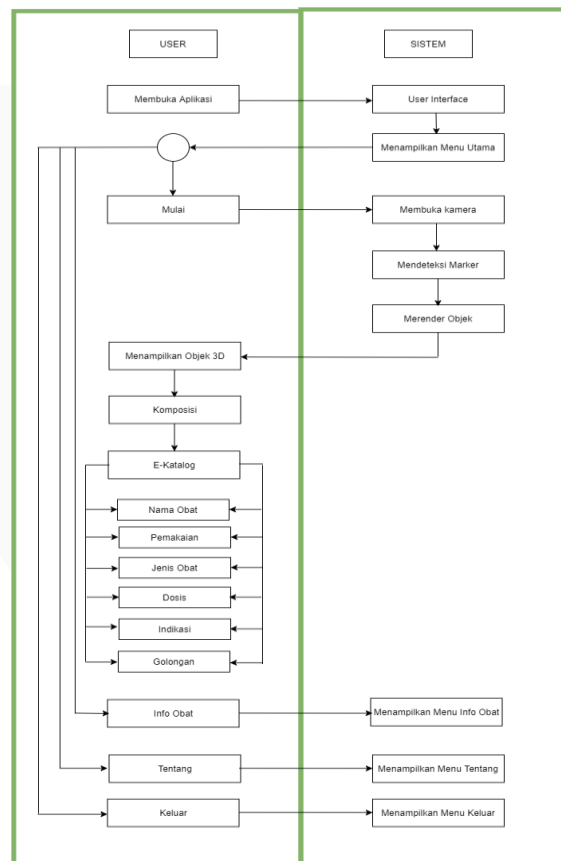 USER
SISTEM
Membuka Aplikasi
User Interface
Menampilkan Menu Utama
Mulai
Membuka kamera
Mendeteksi Marker
Merender Objek
Menampilkan Objek 3D
Komposisi
E-Katalog
Nama Obat
Pemakaian
Jenis Obat
Dosis
Indikasi
Golongan
Info Obat
Menampilkan Menu Info Obat
Tentang
Menampilkan Menu Tentang
Keluar
Menampilkan Menu Keluar